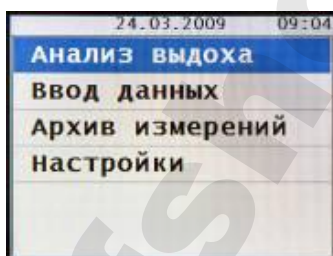 24.03.2009 09:04
Анализ выдоха
Ввод данных
Архив измерений
Настройки